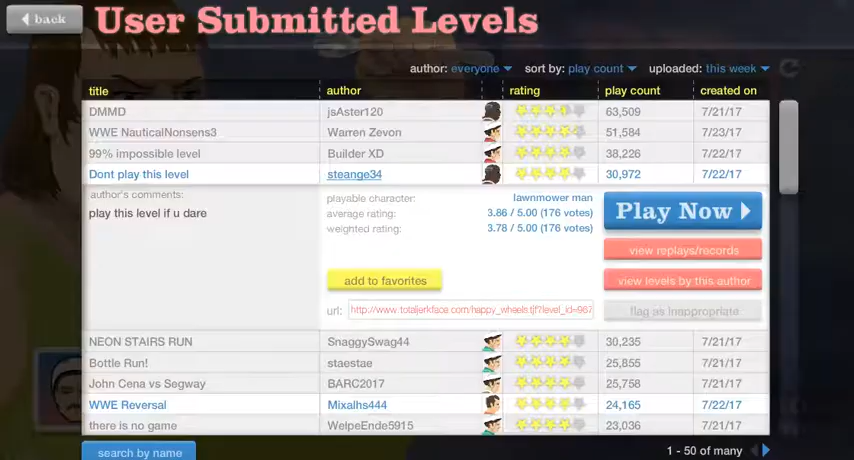 back
User Submitted Levels
author: everyone sort by: play count uploaded: this week
title author rating play count created on
DMMD jsAster120 63,509 7/21/17
WWE NauticalNonsens3 Warren Zevon 51,584 7/23/17
99% impossible level Builder XD 38,226 7/22/17
Dont play this level steange34 30,972 7/22/17
author's comments:
play this level if u dare
playable character: lawnmower man
average rating: 3.86 / 5.00 (176 votes)
weighted rating: 3.78 / 5.00 (176 votes)
add to favorites
url: http://www.totaljerkface.com/happy_wheels.tjf?level_id=967
Play Now
view replays/records
view levels by this author
flag as inappropriate
NEON STAIRS RUN SnaggySwag44 30,235 7/21/17
Bottle Run! staestae 25,855 7/21/17
John Cena vs Segway BARC2017 25,758 7/21/17
WWE Reversal Mixalhs444 24,165 7/22/17
there is no game WelpeEnde5915 23,036 7/21/17
search by name
1 - 50 of many